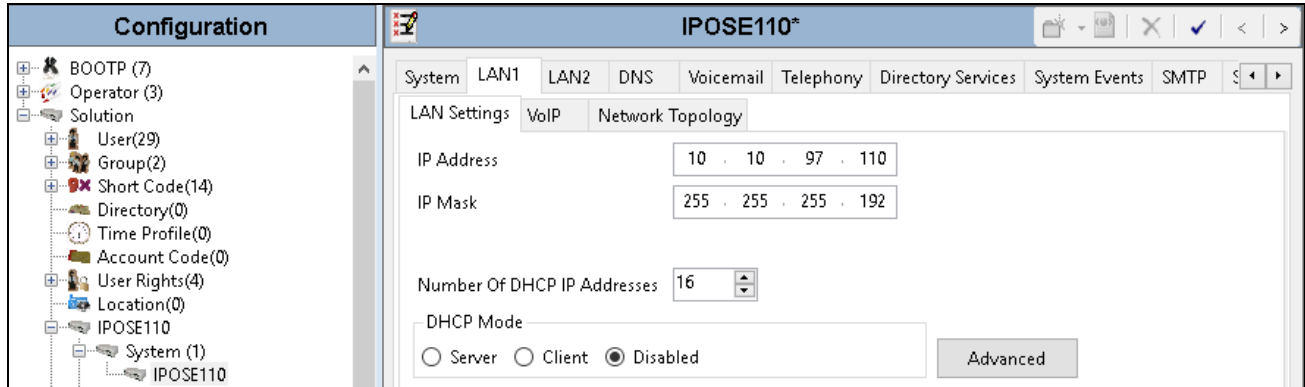 Configuration
BOOTP (7)
Operator (3)
Solution
User(29)
Group(2)
Short Code(14)
Directory(0)
Time Profile(0)
Account Code(0)
User Rights(4)
Location(0)
IPOSE110
System (1)
IPOSE110
IPOSE110*
System LAN1 LAN2 DNS Voicemail Telephony Directory Services System Events SMTP
LAN Settings VoIP Network Topology
IP Address 10 . 10 . 97 . 110
IP Mask 255 . 255 . 255 . 192
Number Of DHCP IP Addresses 16
DHCP Mode
Server Client Disabled Advanced